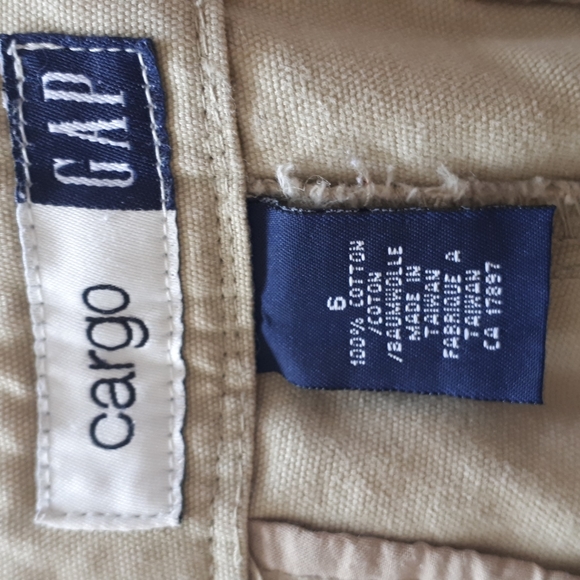 GAP
cargo
6
100% COTTON
/COTON
/BAUMWOLLE
MADE IN
TAIWAN
FABRIQUE A
TAIWAN
CA 17897